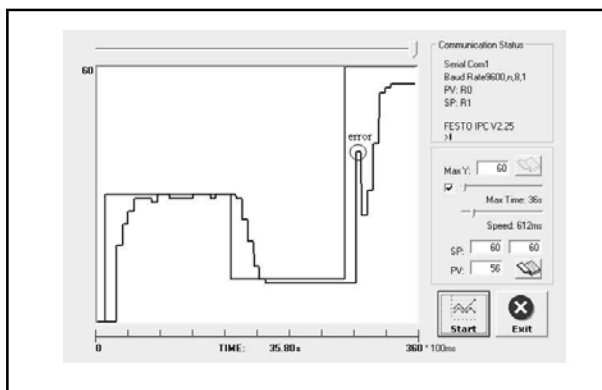 Communication Status
Serial Com1
Baud Rate9600,n,8,1
PV: R0
SP: R1
FESTO IPC V2.25
>
60
error
Max Y: 60
Max Time: 36s
Speed: 612ms
SP: 60 60
PV: 56
Start Exit
0 TIME: 35.80s 360 *100ms